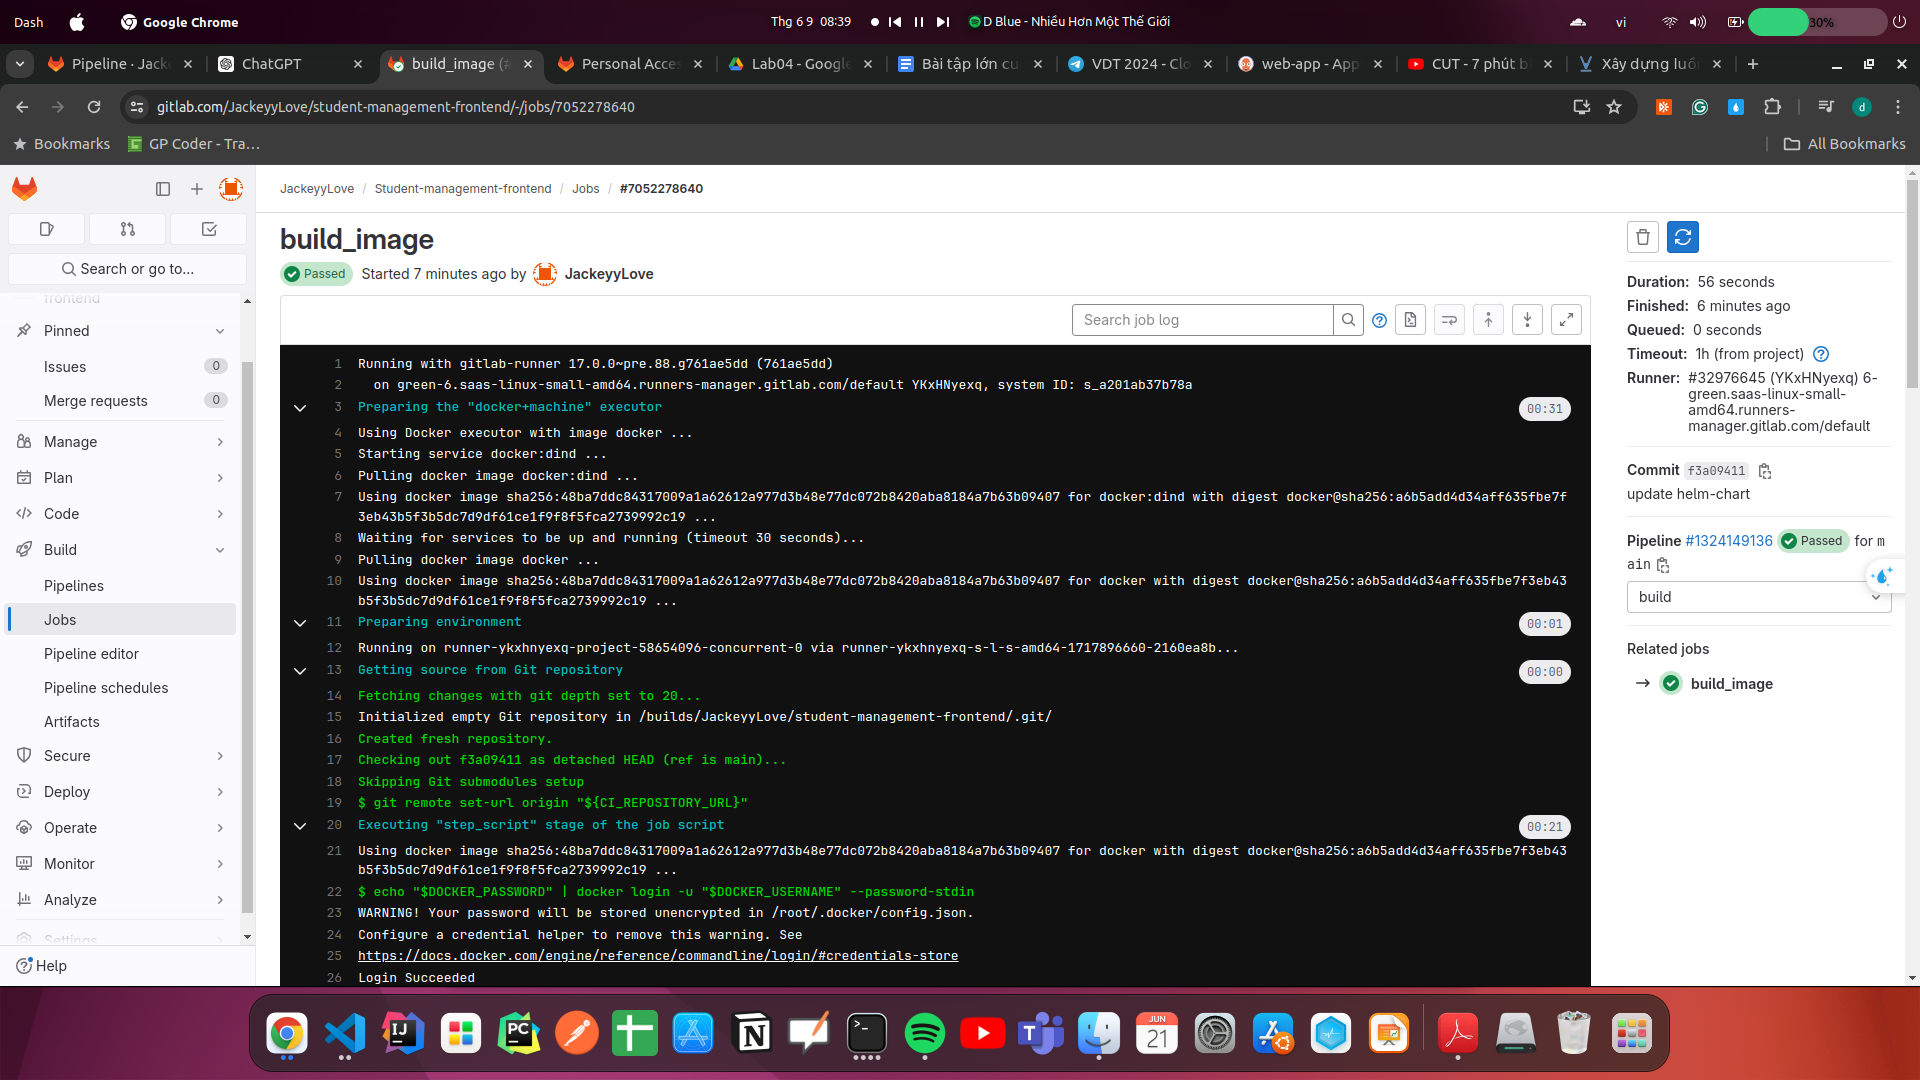 Dash
Google Chrome
Thg 6 9 08:39
D Blue - Nhiều Hơn Một Thế Giới
vi
30%
Pipeline · Jack
ChatGPT
build_image (#
Personal Acces
Lab04 - Google
Bài tập lớn cu
VDT 2024 - Clo
web-app - App
CUT - 7 phút b
Xây dựng luồ
gitlab.com/JackeyyLove/student-management-frontend/-/jobs/7052278640
d
Bookmarks
GP Coder - Tra…
All Bookmarks
Search or go to...
frontend
Pinned
Issues 0
Merge requests 0
Manage
Plan
Code
Build
Pipelines
Jobs
Pipeline editor
Pipeline schedules
Artifacts
Secure
Deploy
Operate
Monitor
Analyze
Settings
Help
JackeyyLove / Student-management-frontend / Jobs / #7052278640
build_image
Passed Started 7 minutes ago by JackeyyLove
Search job log
1 Running with gitlab-runner 17.0.0~pre.88.g761ae5dd (761ae5dd)
2 on green-6.saas-linux-small-amd64.runners-manager.gitlab.com/default YKxHNyexq, system ID: s_a201ab37b78a
3 Preparing the "docker+machine" executor 00:31
4 Using Docker executor with image docker ...
5 Starting service docker:dind ...
6 Pulling docker image docker:dind ...
7 Using docker image sha256:48ba7ddc84317009a1a62612a977d3b48e77dc072b8420aba8184a7b63b09407 for docker:dind with digest docker@sha256:a6b5add4d34aff635fbe7f
3eb43b5f3b5dc7d9df61ce1f9f8f5fca2739992c19 ...
8 Waiting for services to be up and running (timeout 30 seconds)...
9 Pulling docker image docker ...
10 Using docker image sha256:48ba7ddc84317009a1a62612a977d3b48e77dc072b8420aba8184a7b63b09407 for docker with digest docker@sha256:a6b5add4d34aff635fbe7f3eb43
b5f3b5dc7d9df61ce1f9f8f5fca2739992c19 ...
11 Preparing environment 00:01
12 Running on runner-ykxhnyexq-project-58654096-concurrent-0 via runner-ykxhnyexq-s-l-s-amd64-1717896660-2160ea8b...
13 Getting source from Git repository 00:00
14 Fetching changes with git depth set to 20...
15 Initialized empty Git repository in /builds/JackeyyLove/student-management-frontend/.git/
16 Created fresh repository.
17 Checking out f3a09411 as detached HEAD (ref is main)...
18 Skipping Git submodules setup
19 $ git remote set-url origin "${CI_REPOSITORY_URL}"
20 Executing "step_script" stage of the job script 00:21
21 Using docker image sha256:48ba7ddc84317009a1a62612a977d3b48e77dc072b8420aba8184a7b63b09407 for docker with digest docker@sha256:a6b5add4d34aff635fbe7f3eb43
b5f3b5dc7d9df61ce1f9f8f5fca2739992c19 ...
22 $ echo "$DOCKER_PASSWORD" | docker login -u "$DOCKER_USERNAME" --password-stdin
23 WARNING! Your password will be stored unencrypted in /root/.docker/config.json.
24 Configure a credential helper to remove this warning. See
25 https://docs.docker.com/engine/reference/commandline/login/#credentials-store
26 Login Succeeded
Duration: 56 seconds
Finished: 6 minutes ago
Queued: 0 seconds
Timeout: 1h (from project)
Runner: #32976645 (YKxHNyexq) 6-
green.saas-linux-small-
amd64.runners-
manager.gitlab.com/default
Commit f3a09411
update helm-chart
Pipeline #1324149136 Passed for m
ain
build
Related jobs
build_image
IJ
PC
N
T
JUN
21